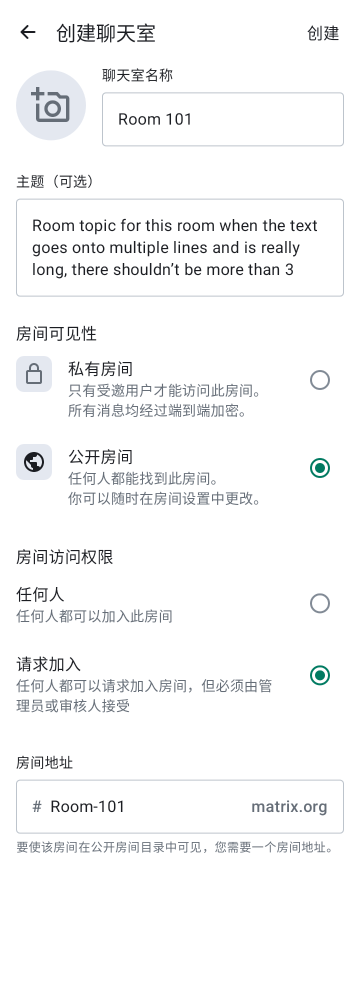 创建聊天室
创建
聊天室名称
Room 101
主题（可选）
Room topic for this room when the text
goes onto multiple lines and is really
long, there shouldn’t be more than 3
房间可见性
私有房间
只有受邀用户才能访问此房间。
所有消息均经过端到端加密。
公开房间
任何人都能找到此房间。
你可以随时在房间设置中更改。
房间访问权限
任何人
任何人都可以加入此房间
请求加入
任何人都可以请求加入房间，但必须由管
理员或审核人接受
房间地址
# Room-101 matrix.org
要使该房间在公开房间目录中可见，您需要一个房间地址。